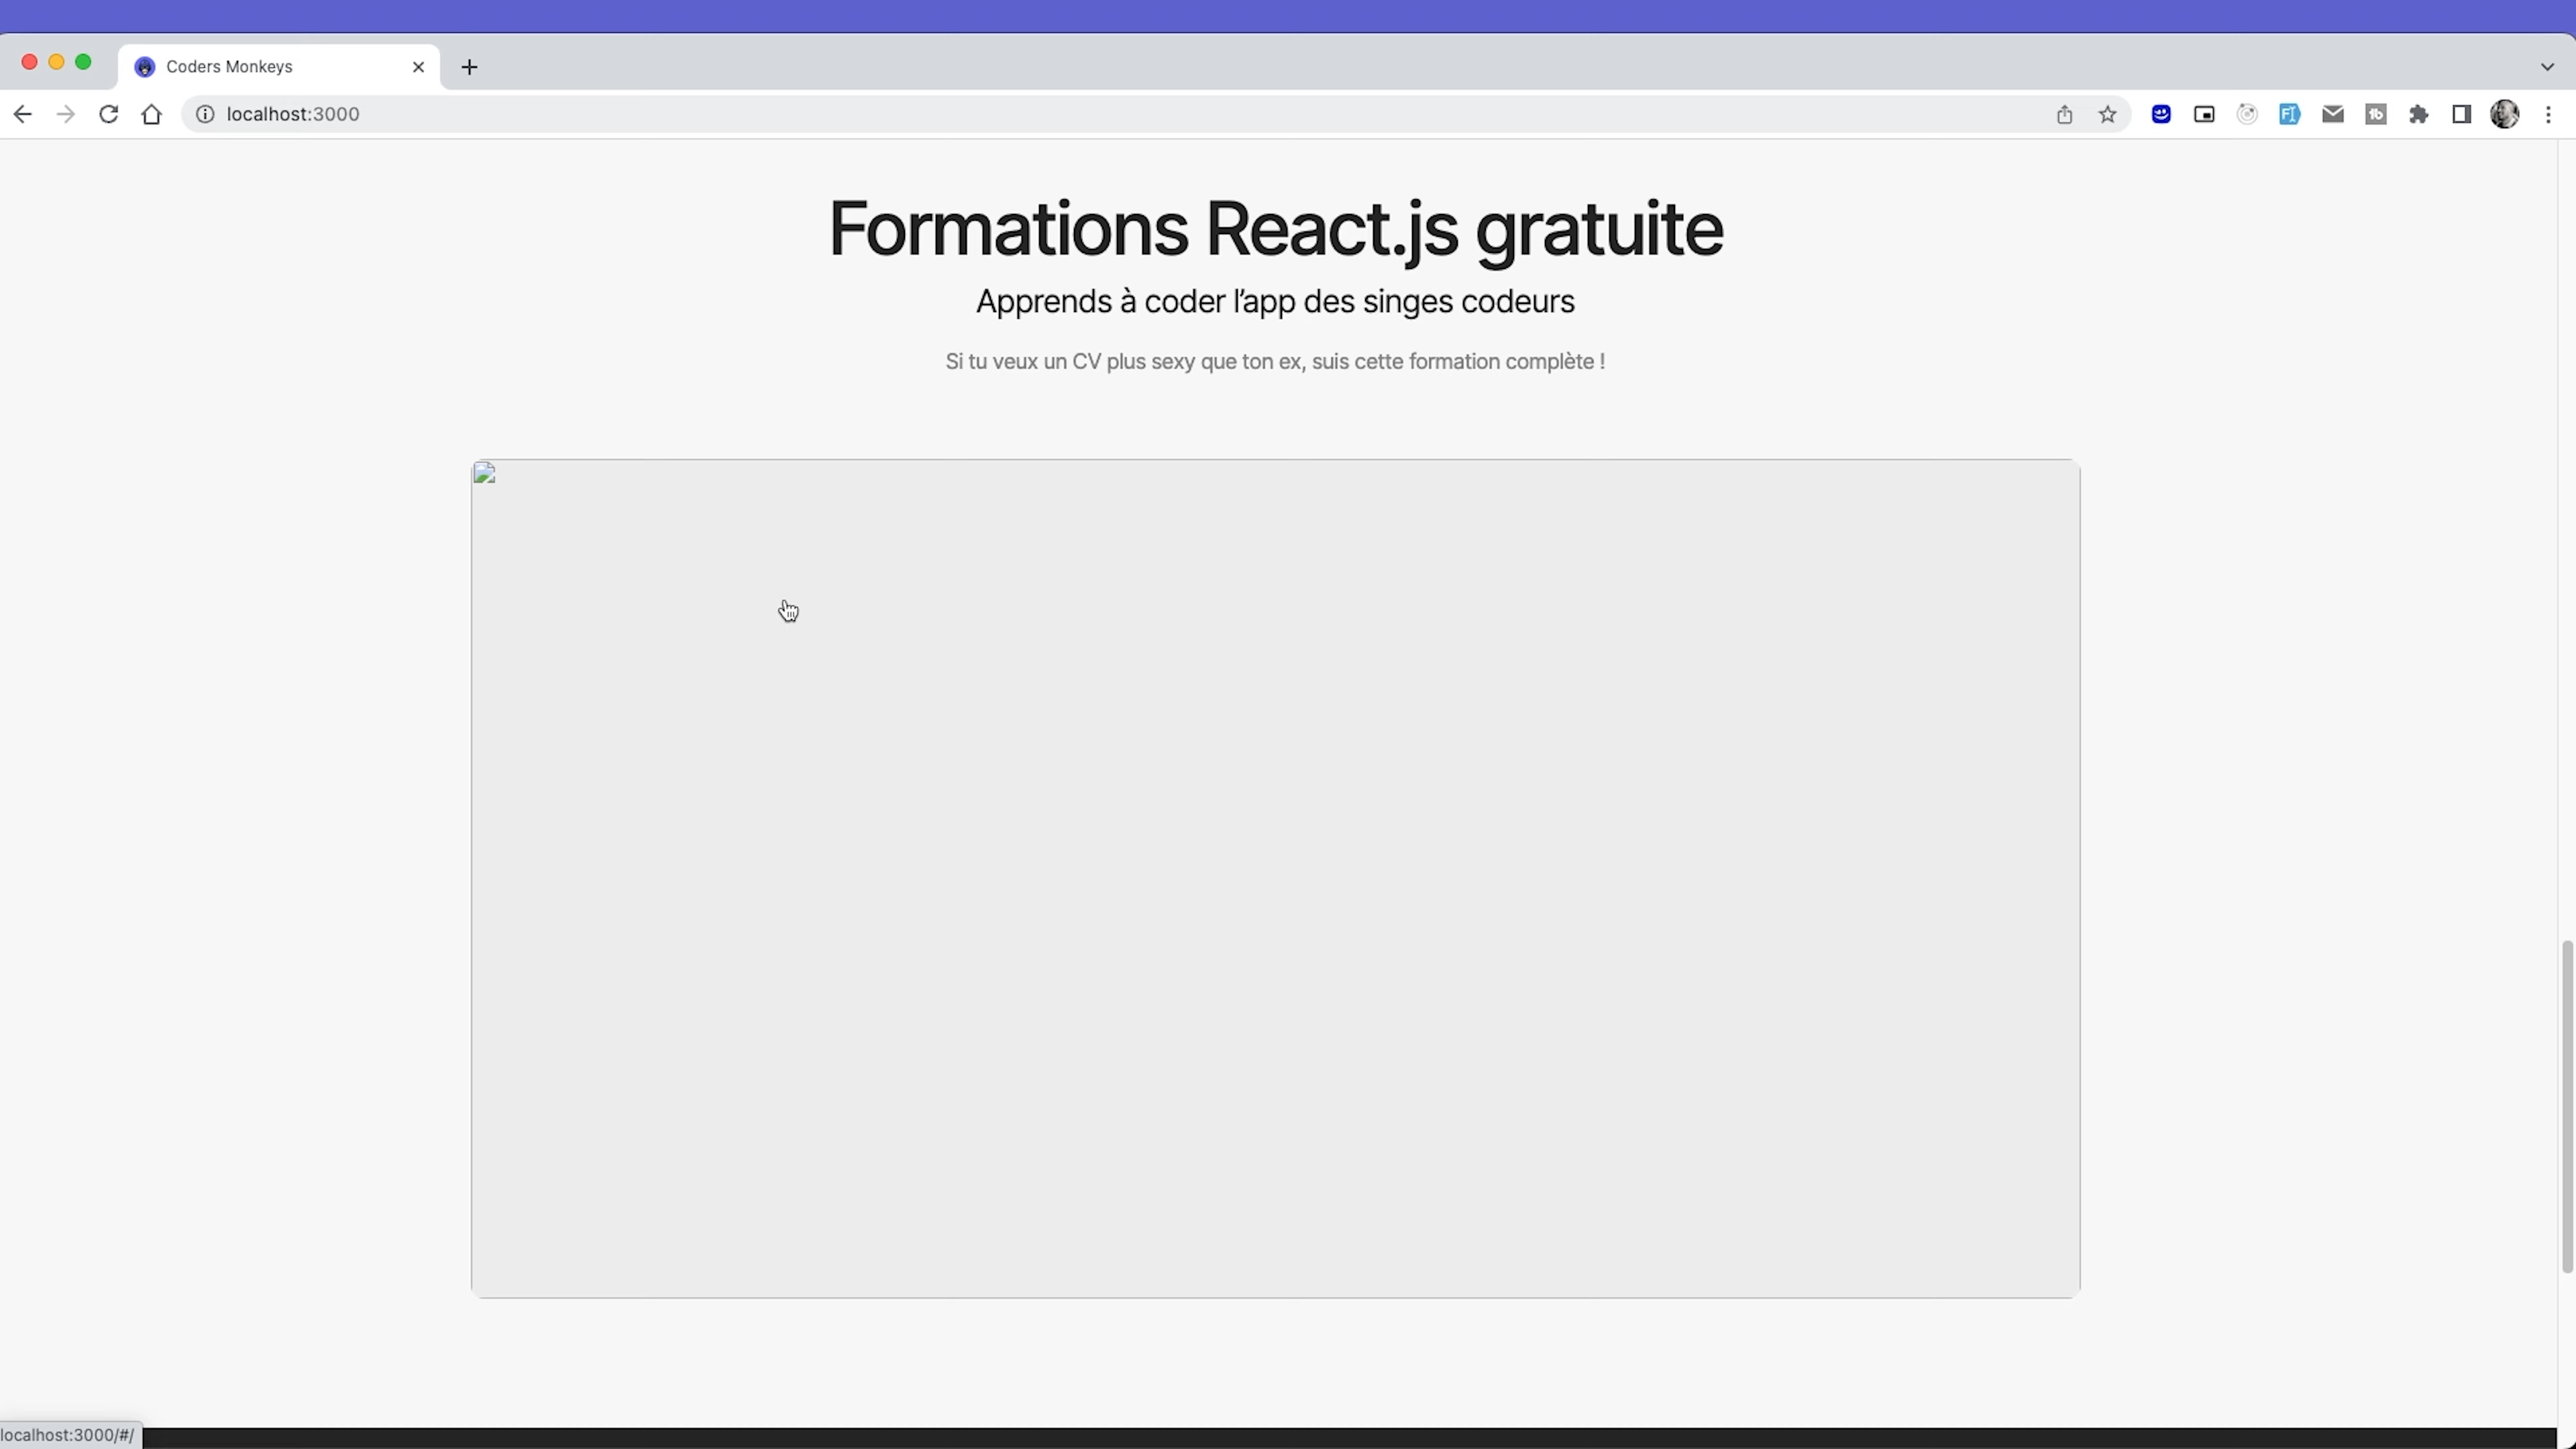 Coders Monkeys
localhost:3000
Formations React.js gratuite
Apprends à coder l’app des singes codeurs
Si tu veux un CV plus sexy que ton ex, suis cette formation complète !
localhost:3000/#/